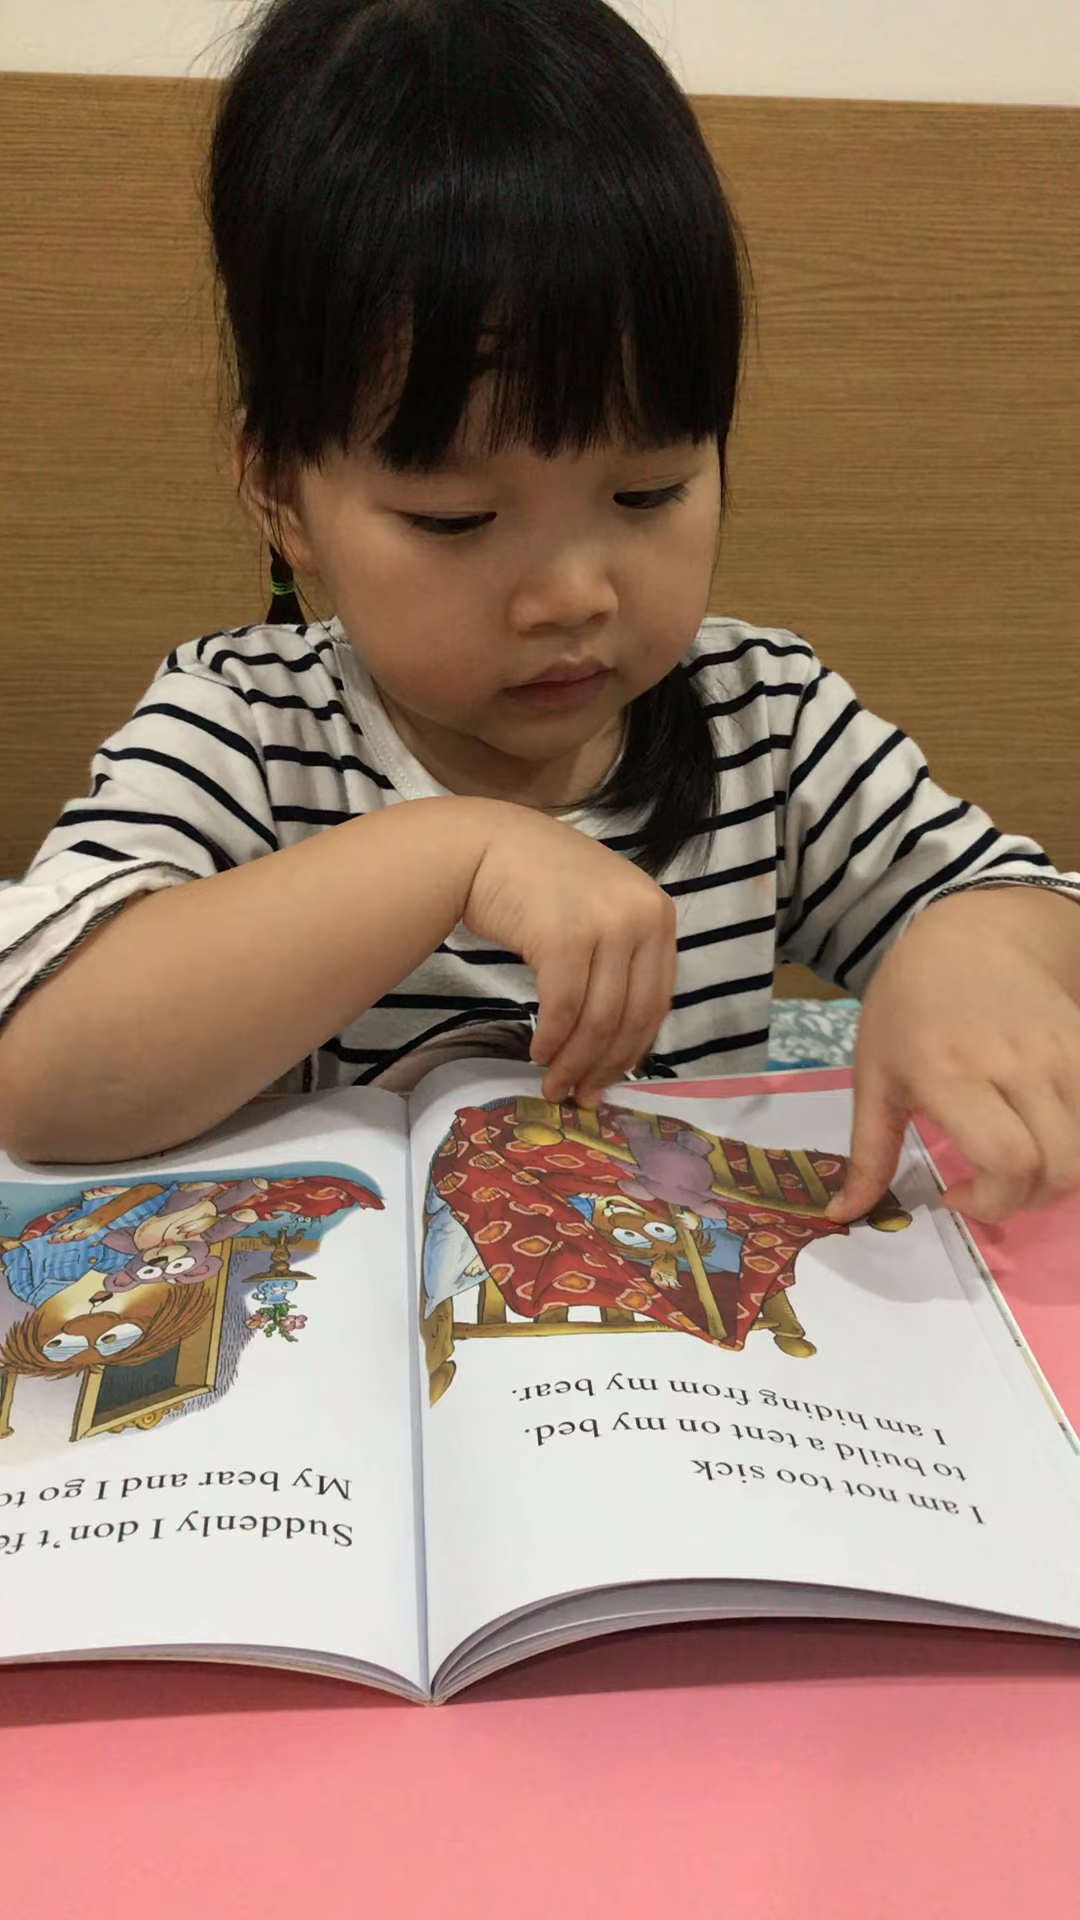 I am not too sick
to build a tent on my bed.
I am hiding from my bear.
Suddenly I don't
My bear and I go